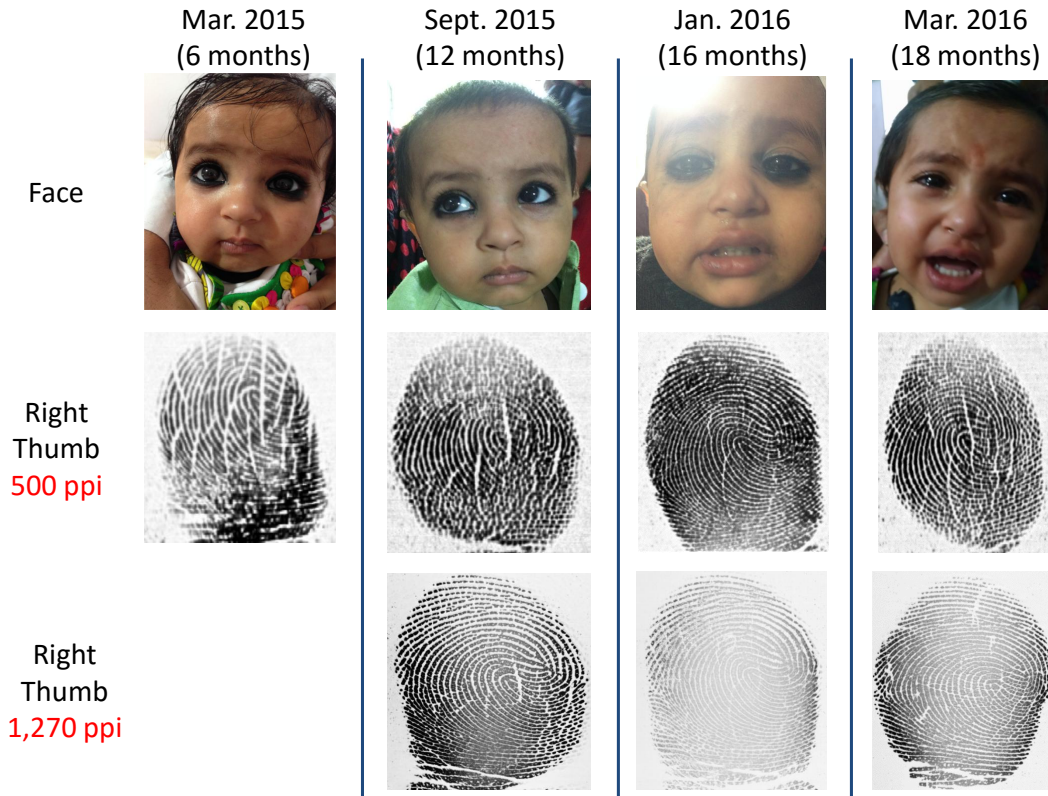 Mar. 2015
(6 months)
Sept. 2015
(12 months)
Jan. 2016
(16 months)
Mar. 2016
(18 months)
Face
Right
Thumb
500 ppi
Right
Thumb
1,270 ppi